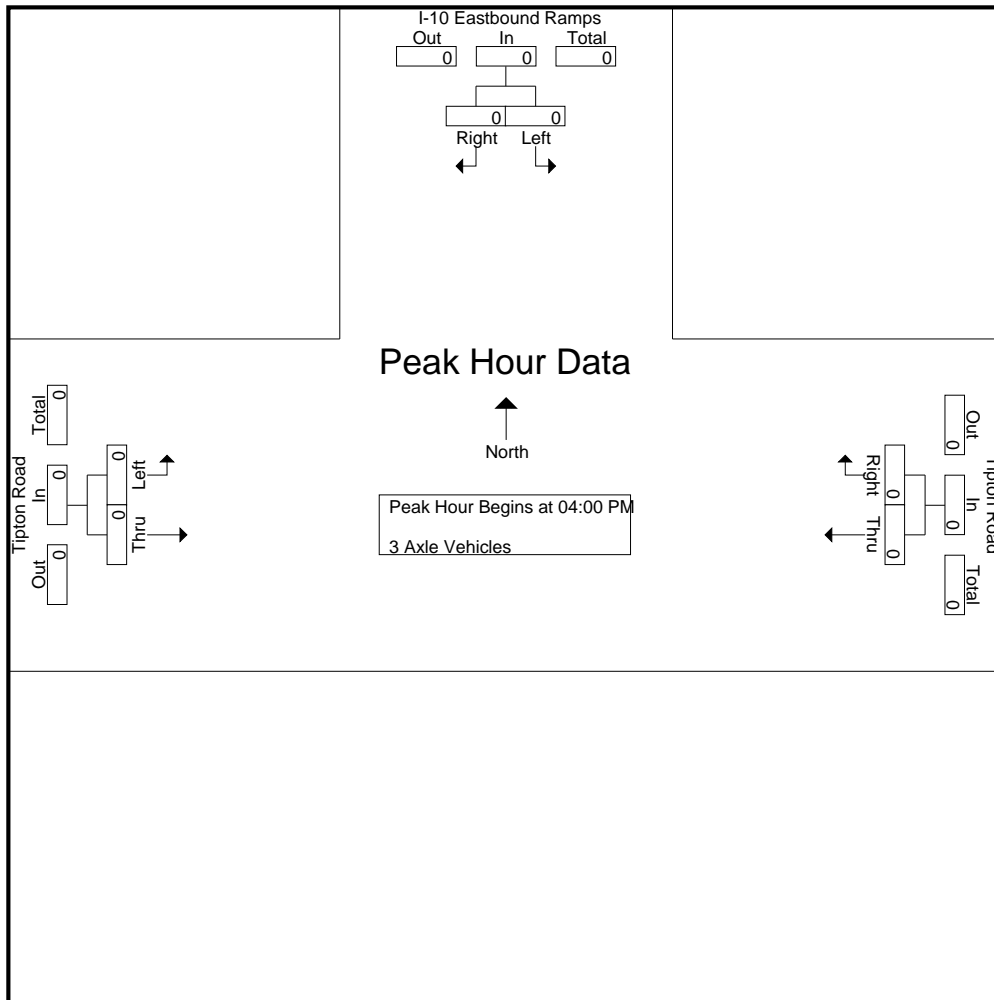 I-10 Eastbound Ramps
Out In Total
0 0 0
0 0
Right Left
Peak Hour Data
North
Peak Hour Begins at 04:00 PM
3 Axle Vehicles
Tipton Road
Out In Total
0 0 0
0 0
Thru Left
Tipton Road
Out In Total
0 0 0
0 0
Right Thru